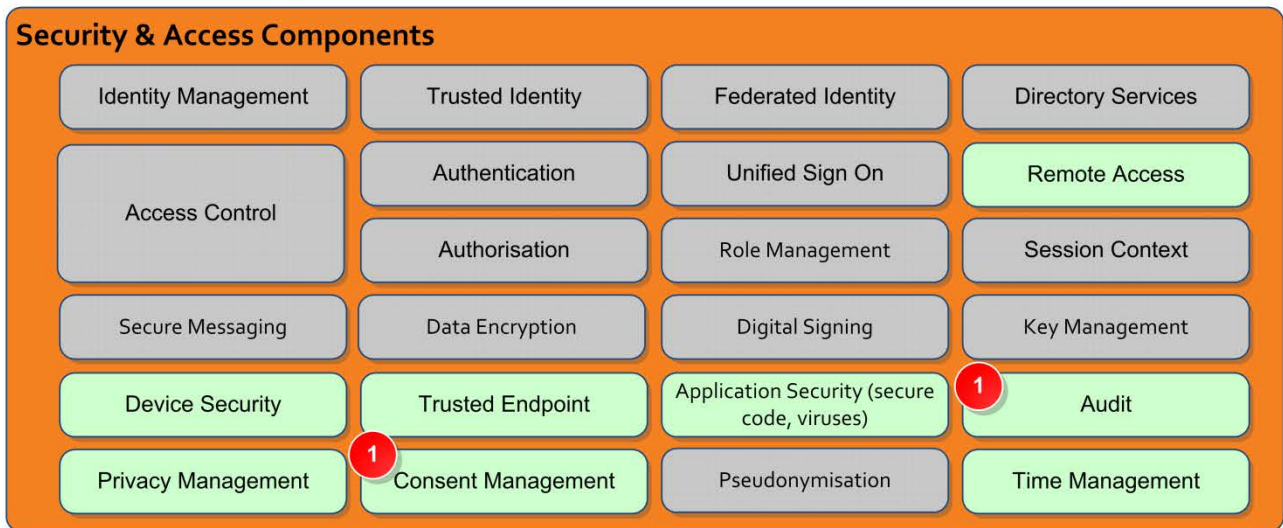 Security & Access Components
Identity Management
Trusted Identity
Federated Identity
Directory Services
Access Control
Authentication
Unified Sign On
Remote Access
Authorisation
Role Management
Session Context
Secure Messaging
Data Encryption
Digital Signing
Key Management
Device Security
Trusted Endpoint
Application Security (secure
code, viruses)
1
Audit
Privacy Management
1
Consent Management
Pseudonymisation
Time Management